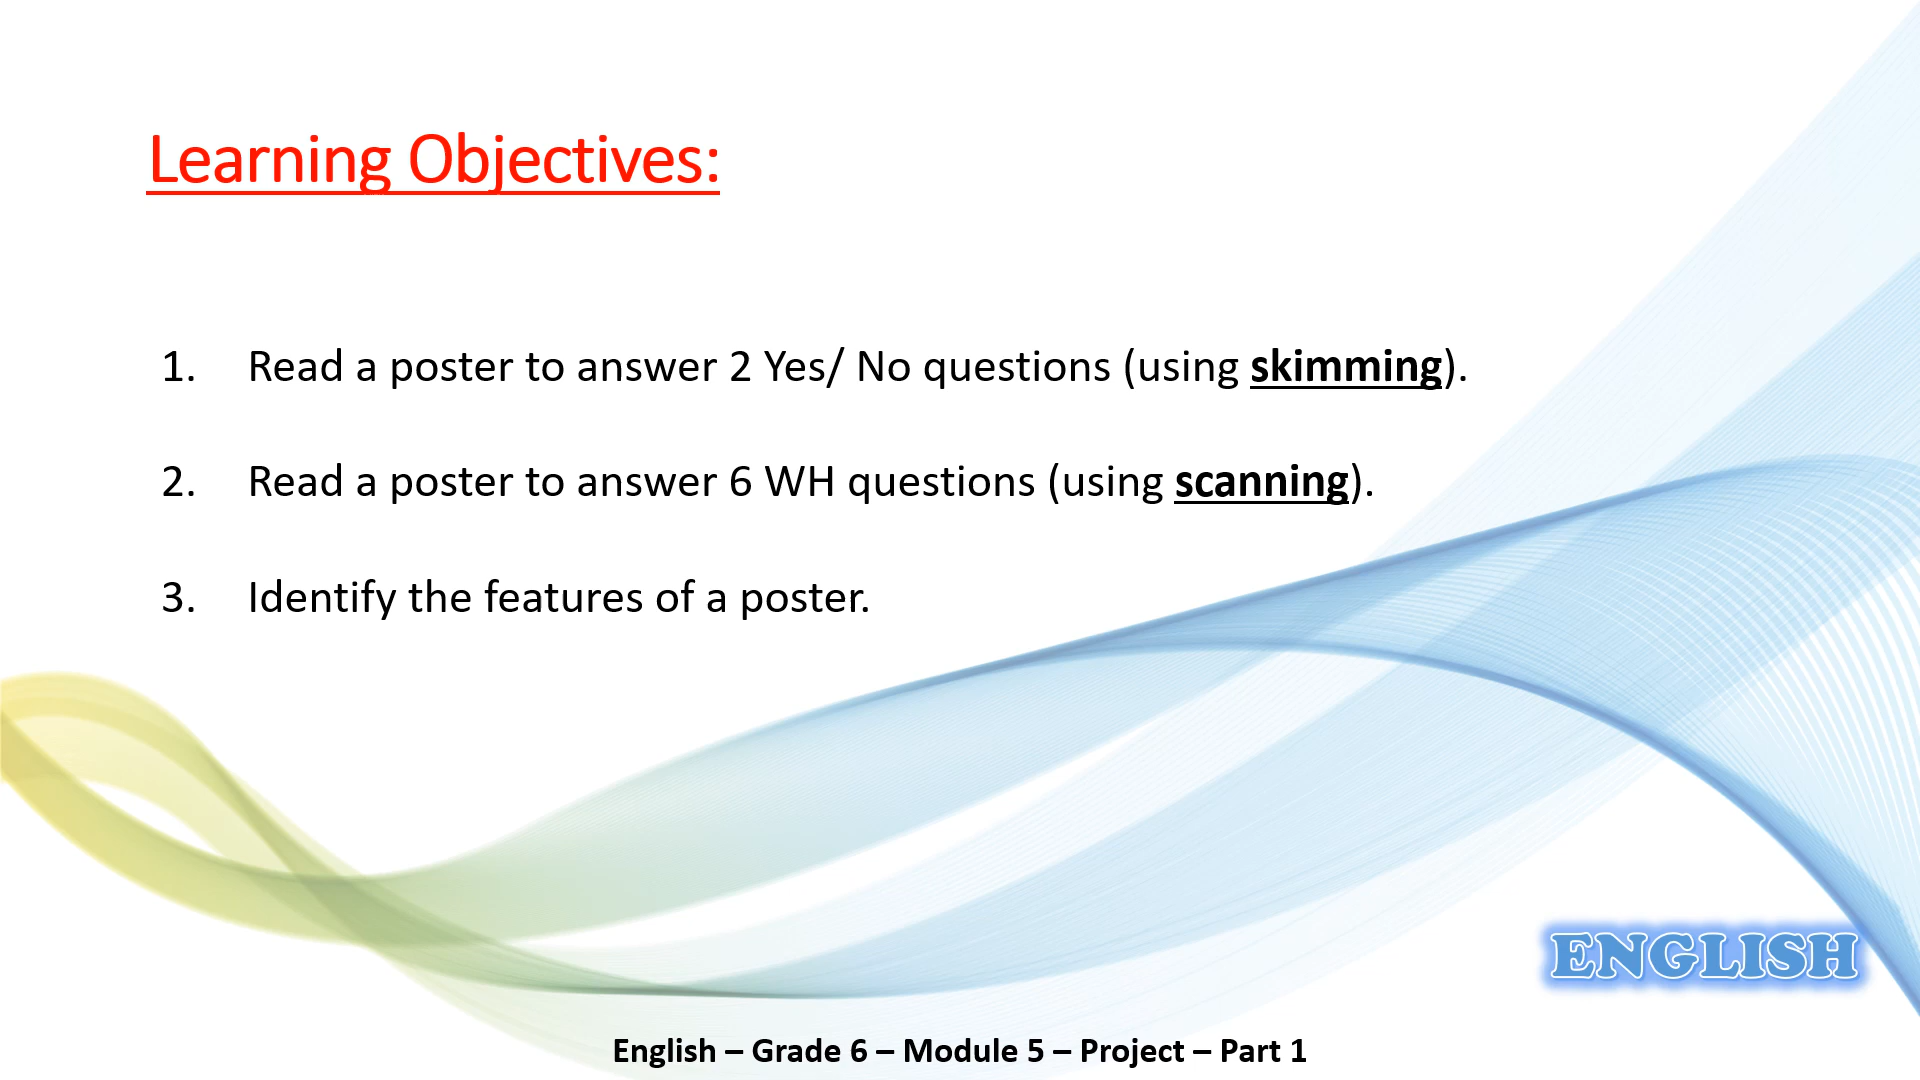 Learning Objectives:
1. Read a poster to answer 2 Yes/ No questions (using skimming).
2. Read a poster to answer 6 WH questions (using scanning).
3. Identify the features of a poster.
ENGLISH
English – Grade 6 – Module 5 – Project – Part 1